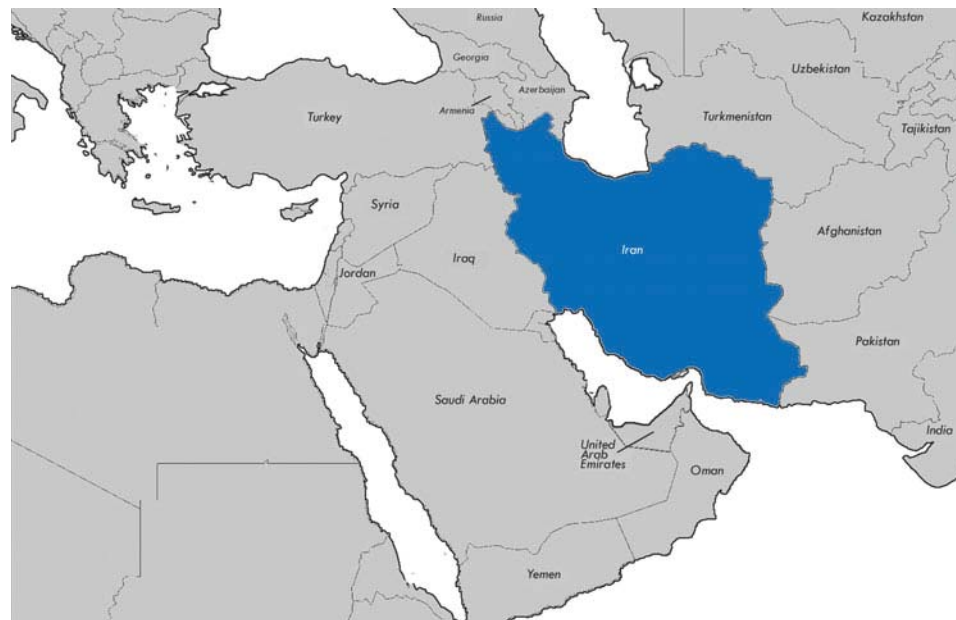 Kazakhstan
Russia
Georgia
Uzbekistan
Azerbaijan
Armenia
Turkey
Turkmenistan
Tajikistan
Syria
Afghanistan
Iran
Iraq
Jordan
Pakistan
Saudi Arabia
India
United
Arab
Emirates
Oman
Yemen